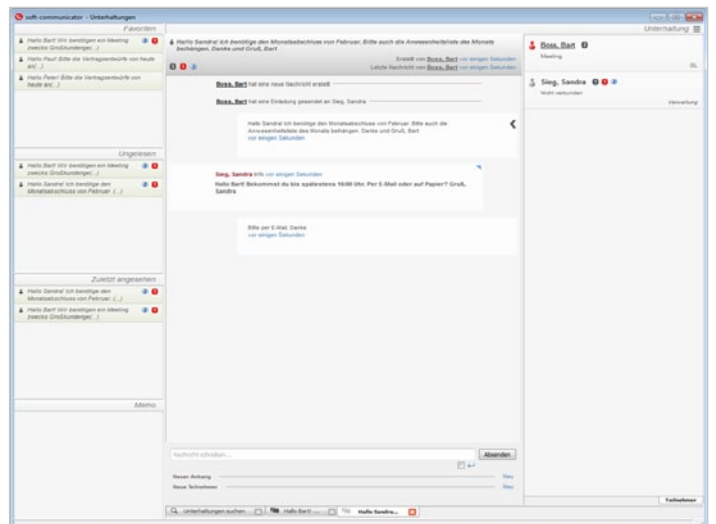 soft-communicator - Unterhaltungen
Favoriten
Hallo Bart! Wir benötigen ein Meeting
zwecks Großkundenge(...)
Hallo Paul! Bitte die Vertragsentwürfe von heute
an(...)
Hallo Peter! Bitte die Vertragsentwürfe von
heute an(...)
Ungelesen
Hallo Bart! Wir benötigen ein Meeting
zwecks Großkundenge(...)
Hallo Sandra! Ich benötige den
Monatsabschluss von Februar. (...)
Zuletzt angesehen
Hallo Sandra! Ich benötige den
Monatsabschluss von Februar. (...)
Hallo Bart! Wir benötigen ein Meeting
zwecks Großkundenge(...)
Memo
Hallo Sandra! Ich benötige den Monatsabschluss von Februar. Bitte auch die Anwesenheitsliste des Monats
beihängen. Danke und Gruß, Bart
Erstellt von Boss, Bart vor einigen Sekunden
Letzte Nachricht von Boss, Bart vor einigen Sekunden
Boss, Bart hat eine neue Nachricht erstellt
Boss, Bart hat eine Einladung gesendet an Sieg, Sandra
Hallo Sandra! Ich benötige den Monatsabschluss von Februar. Bitte auch die
Anwesenheitsliste des Monats beihängen. Danke und Gruß, Bart
vor einigen Sekunden
Sieg, Sandra Info vor einigen Sekunden
Hallo Bart! Bekommst du bis spätestens 16:00 Uhr. Per E-Mail oder auf Papier? Gruß,
Sandra
Bitte per E-Mail. Danke
vor einigen Sekunden
Nachricht schreiben...
Absenden
Neuer Anhang
Neu
Neue Teilnehmer
Neu
Unterhaltungen suchen
Hallo Bart! ...
Hallo Sandra...
Unterhaltung
Boss, Bart
Meeting
GL
Sieg, Sandra
Nicht verbunden
Verwaltung
Teilnehmer